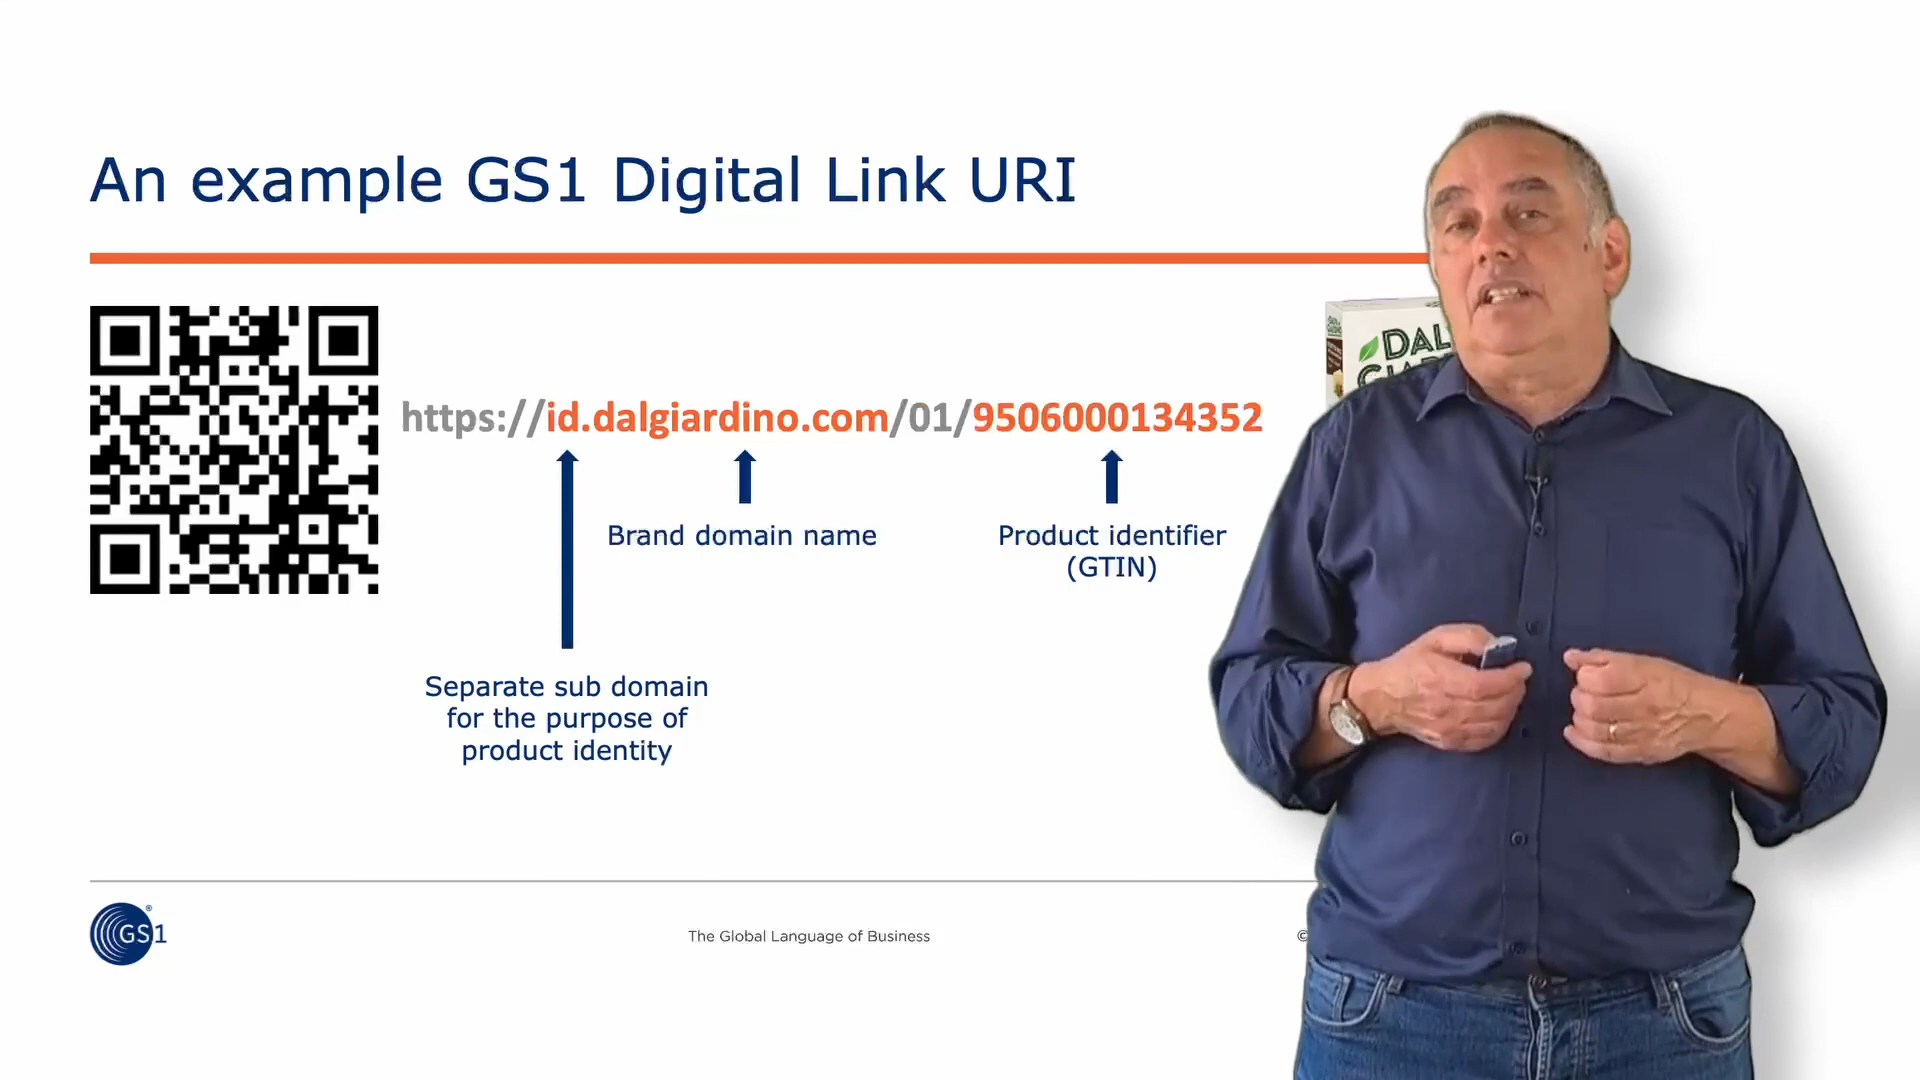 An example GS1 Digital Link URI
https://id.dalgiardino.com/01/9506000134352
Brand domain name
Product identifier
(GTIN)
Separate sub domain
for the purpose of
product identity
GS1
®
The Global Language of Business
©